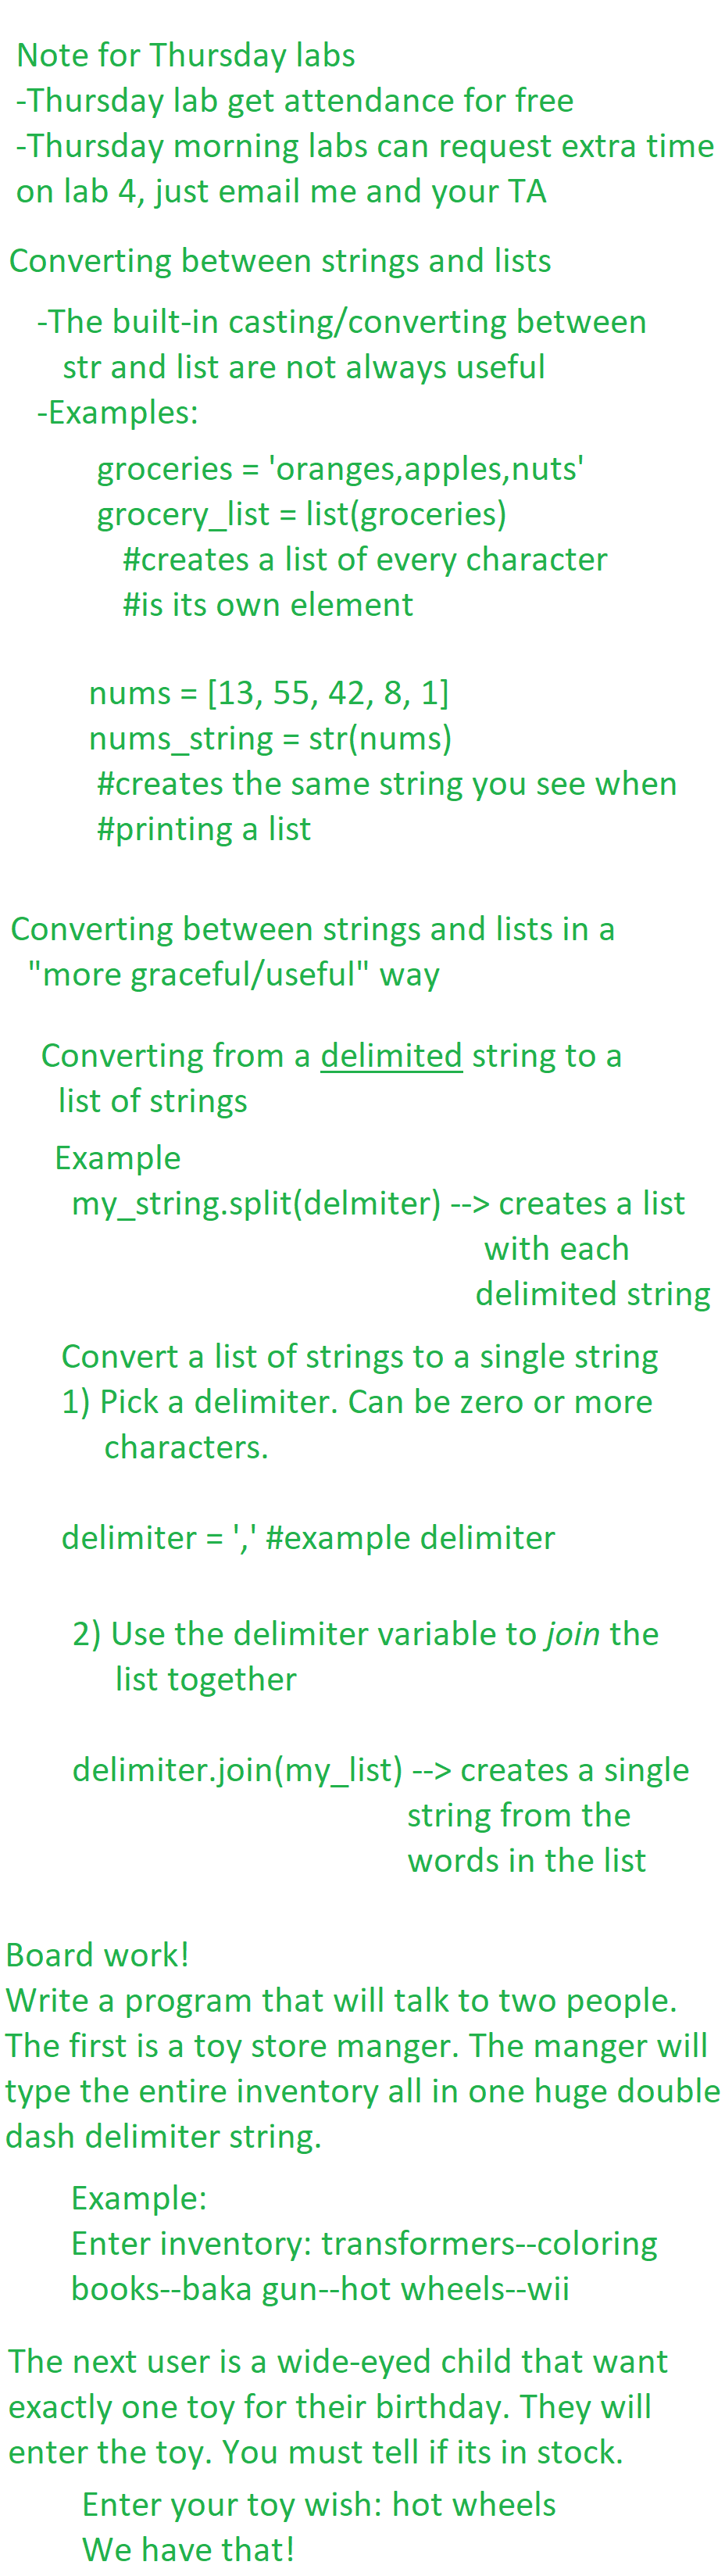 Note for Thursday labs
-Thursday lab get attendance for free
-Thursday morning labs can request extra time
on lab 4, just email me and your TA
Converting between strings and lists
-The built-in casting/converting between
str and list are not always useful
-Examples:
groceries = 'oranges,apples,nuts'
grocery_list = list(groceries)
#creates a list of every character
#is its own element
nums = [13, 55, 42, 8, 1]
nums_string = str(nums)
#creates the same string you see when
#printing a list
Converting between strings and lists in a
"more graceful/useful" way
Converting from a delimited string to a
list of strings
Example
my_string.split(delmiter) --> creates a list
with each
delimited string
Convert a list of strings to a single string
1) Pick a delimiter. Can be zero or more
characters.
delimiter = ',' #example delimiter
2) Use the delimiter variable to join the
list together
delimiter.join(my_list) --> creates a single
string from the
words in the list
Board work!
Write a program that will talk to two people.
The first is a toy store manger. The manger will
type the entire inventory all in one huge double
dash delimiter string.
Example:
Enter inventory: transformers--coloring
books--baka gun--hot wheels--wii
The next user is a wide-eyed child that want
exactly one toy for their birthday. They will
enter the toy. You must tell if its in stock.
Enter your toy wish: hot wheels
We have that!